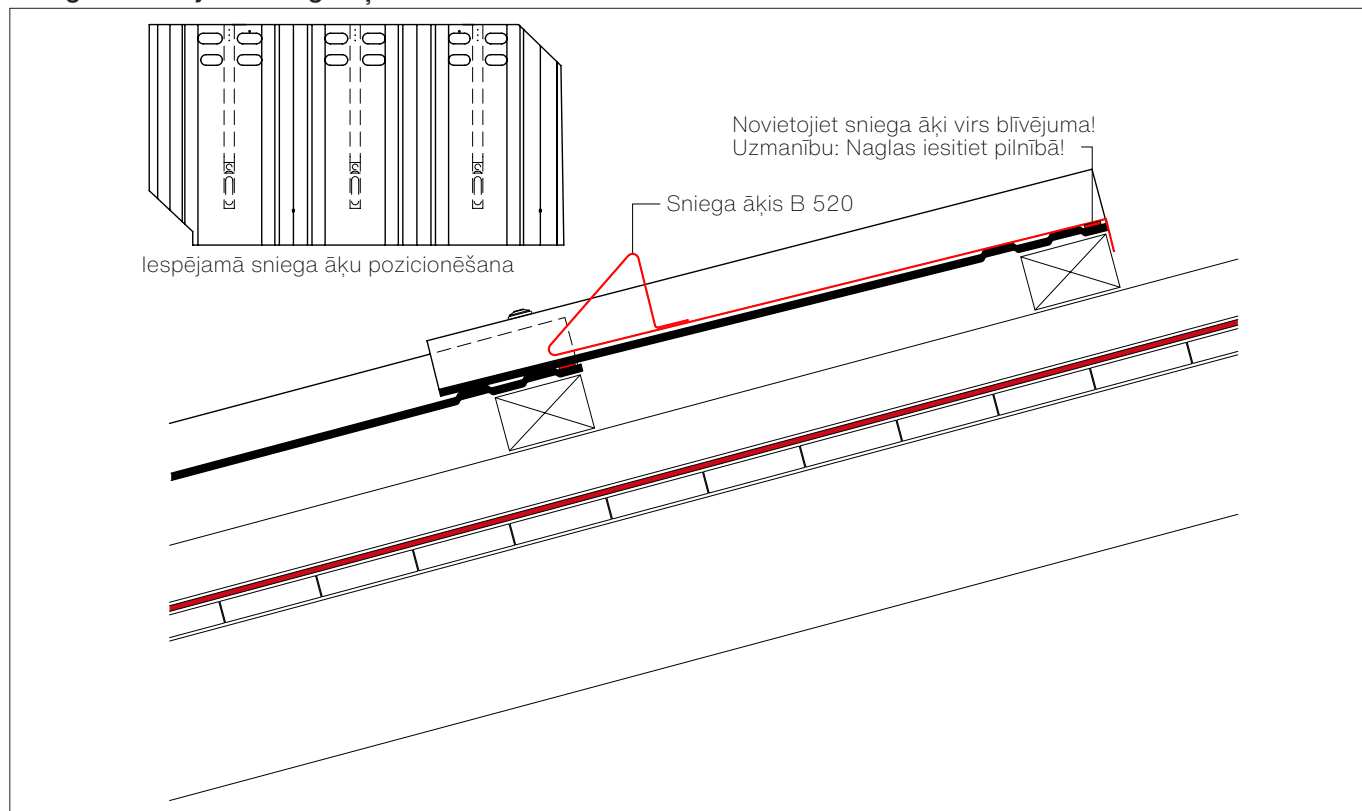 Novietojiet sniega āķi virs blīvējuma!
Uzmanību: Naglas iesitiet pilnībā!
Sniega āķis B 520
Iespējamā sniega āķu pozicionēšana